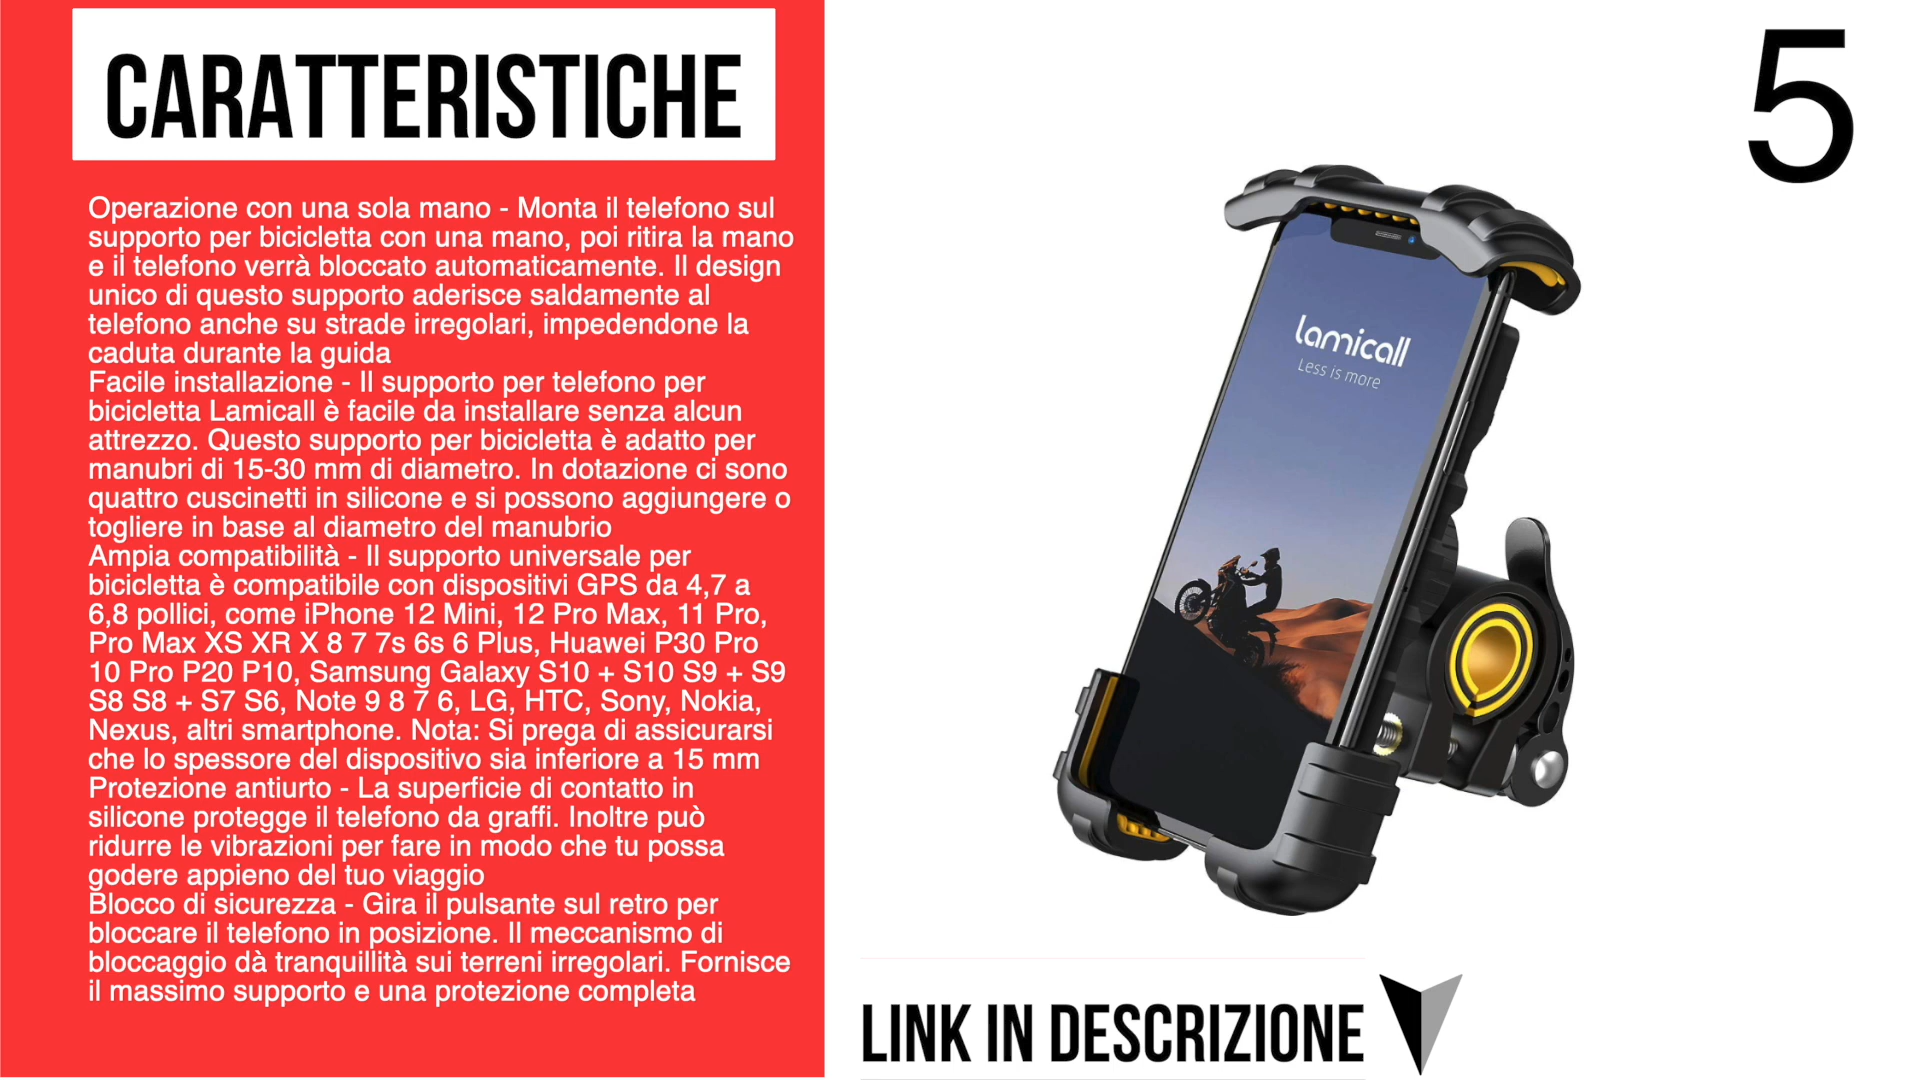 CARATTERISTICHE
5
Operazione con una sola mano - Monta il telefono sul
supporto per bicicletta con una mano, poi ritira la mano
e il telefono verrà bloccato automaticamente. Il design
unico di questo supporto aderisce saldamente al
telefono anche su strade irregolari, impedendone la
caduta durante la guida
Facile installazione - Il supporto per telefono per
bicicletta Lamicall è facile da installare senza alcun
attrezzo. Questo supporto per bicicletta è adatto per
manubri di 15-30 mm di diametro. In dotazione ci sono
quattro cuscinetti in silicone e si possono aggiungere o
togliere in base al diametro del manubrio
Ampia compatibilità - Il supporto universale per
bicicletta è compatibile con dispositivi GPS da 4,7 a
6,8 pollici, come iPhone 12 Mini, 12 Pro Max, 11 Pro,
Pro Max XS XR X 8 7 7s 6s 6 Plus, Huawei P30 Pro
10 Pro P20 P10, Samsung Galaxy S10 + S10 S9 + S9
S8 S8 + S7 S6, Note 9 8 7 6, LG, HTC, Sony, Nokia,
Nexus, altri smartphone. Nota: Si prega di assicurarsi
che lo spessore del dispositivo sia inferiore a 15 mm
Protezione antiurto - La superficie di contatto in
silicone protegge il telefono da graffi. Inoltre può
ridurre le vibrazioni per fare in modo che tu possa
godere appieno del tuo viaggio
Blocco di sicurezza - Gira il pulsante sul retro per
bloccare il telefono in posizione. Il meccanismo di
bloccaggio dà tranquillità sui terreni irregolari. Fornisce
il massimo supporto e una protezione completa
lamicall
Less is more
LINK IN DESCRIZIONE